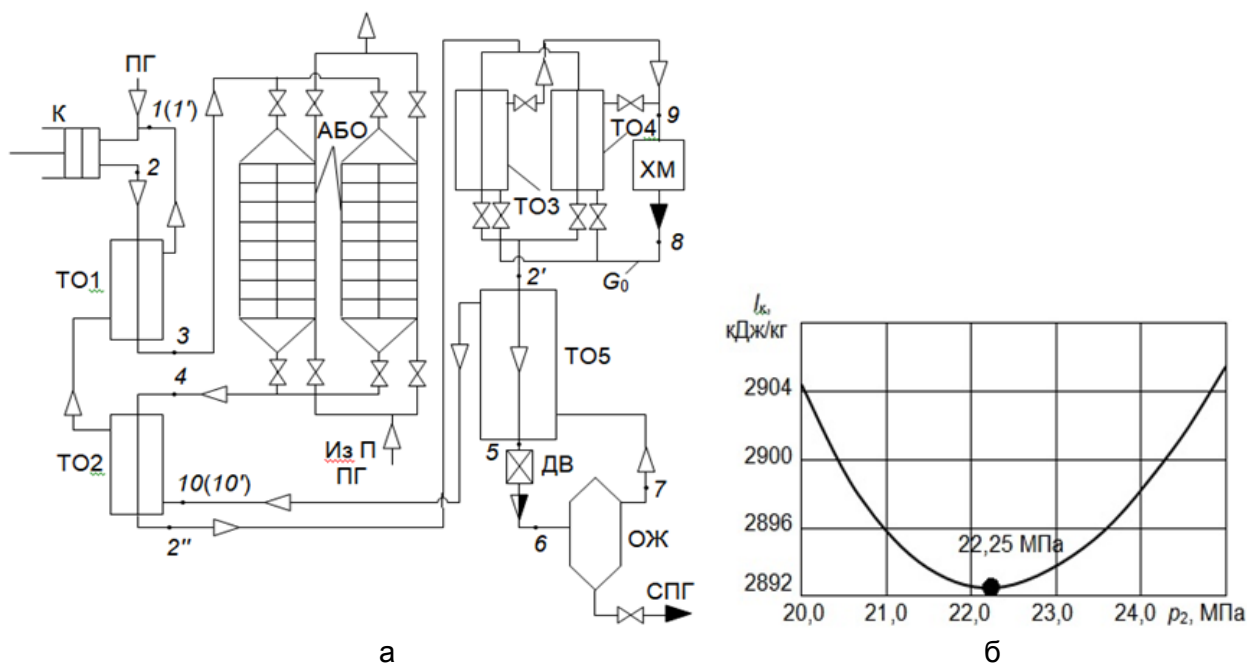 ПГ
К
1(1')
2
ТО1
3
4
ТО2
10(10')
2''
АБО
Из П
ПГ
ТО3
ТО4
9
ХМ
8
G0
2'
ТО5
5
ДВ
6
7
ОЖ
СПГ
а
lк,
кДж/кг
2904
2900
2896
2892
22,25 МПа
20,0 21,0 22,0 23,0 24,0 p2, МПа
б